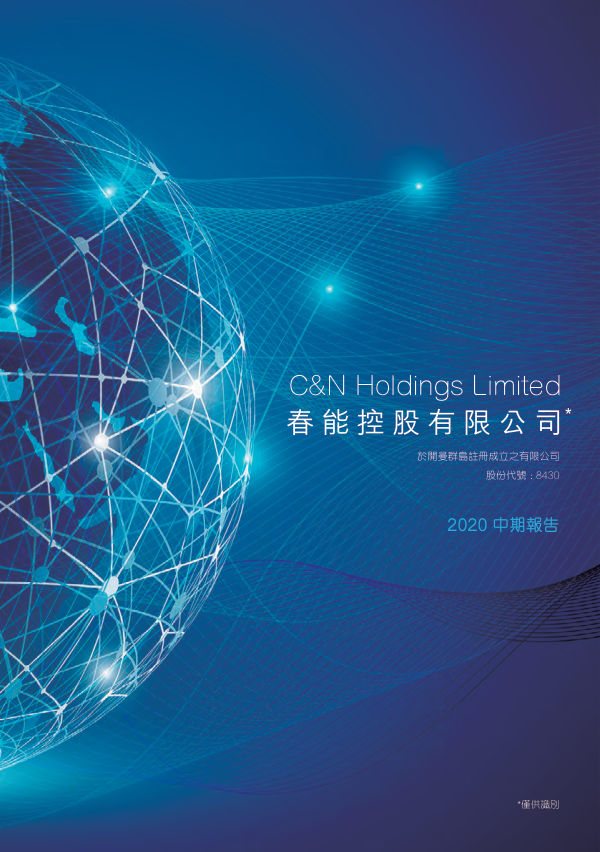 C&N Holdings Limited
春能控股有限公司*
於開曼群島註冊成立之有限公司
股份代號：8430
2020 中期報告
*僅供識別